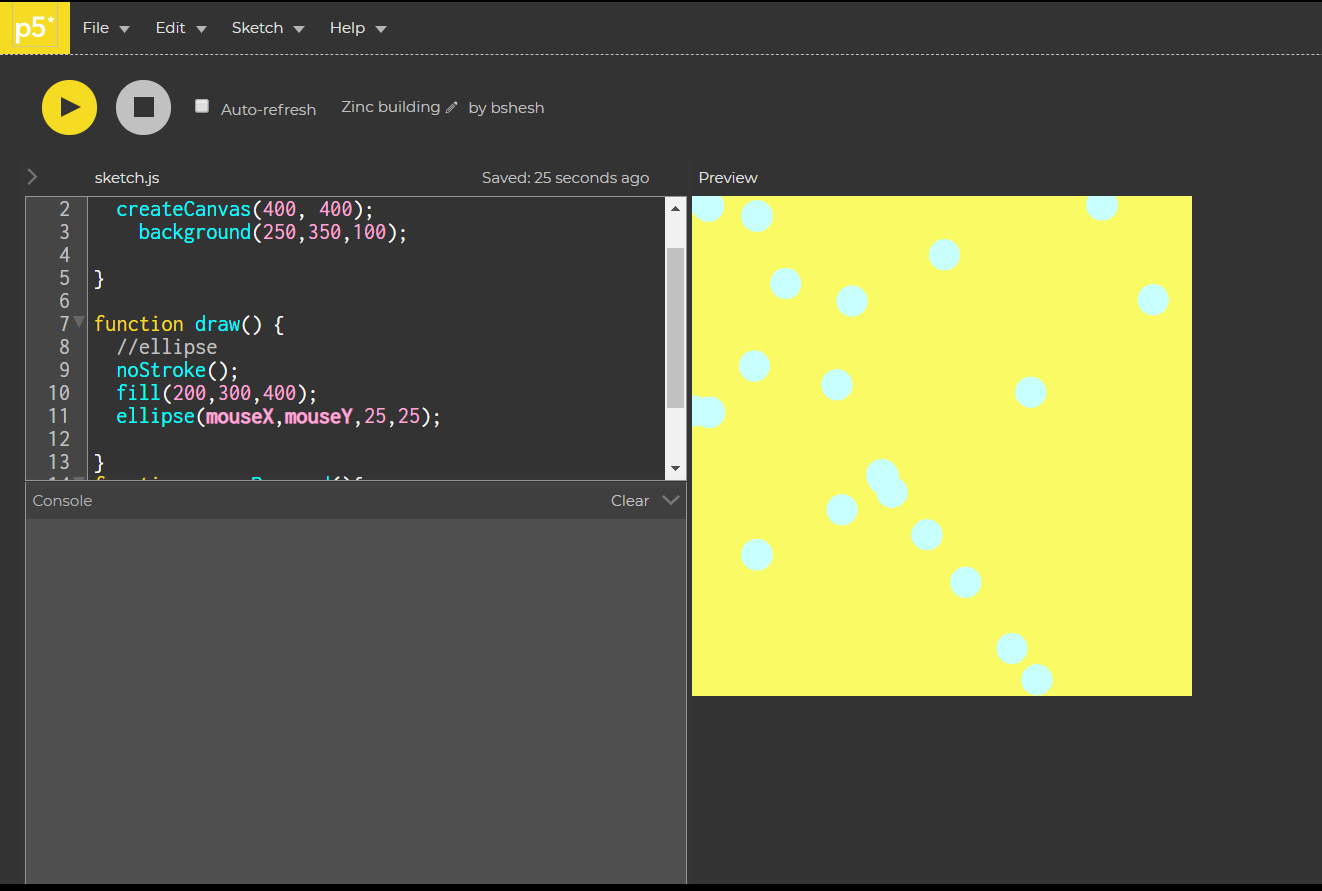 p5*
File Edit Sketch Help
Auto-refresh Zinc building by bshesh
sketch.js Saved: 25 seconds ago Preview
2 createCanvas(400, 400);
3 background(250,350,100);
4
5 }
6
7 function draw() {
8 //ellipse
9 noStroke();
10 fill(200,300,400);
11 ellipse(mouseX,mouseY,25,25);
12
13 }
Console Clear